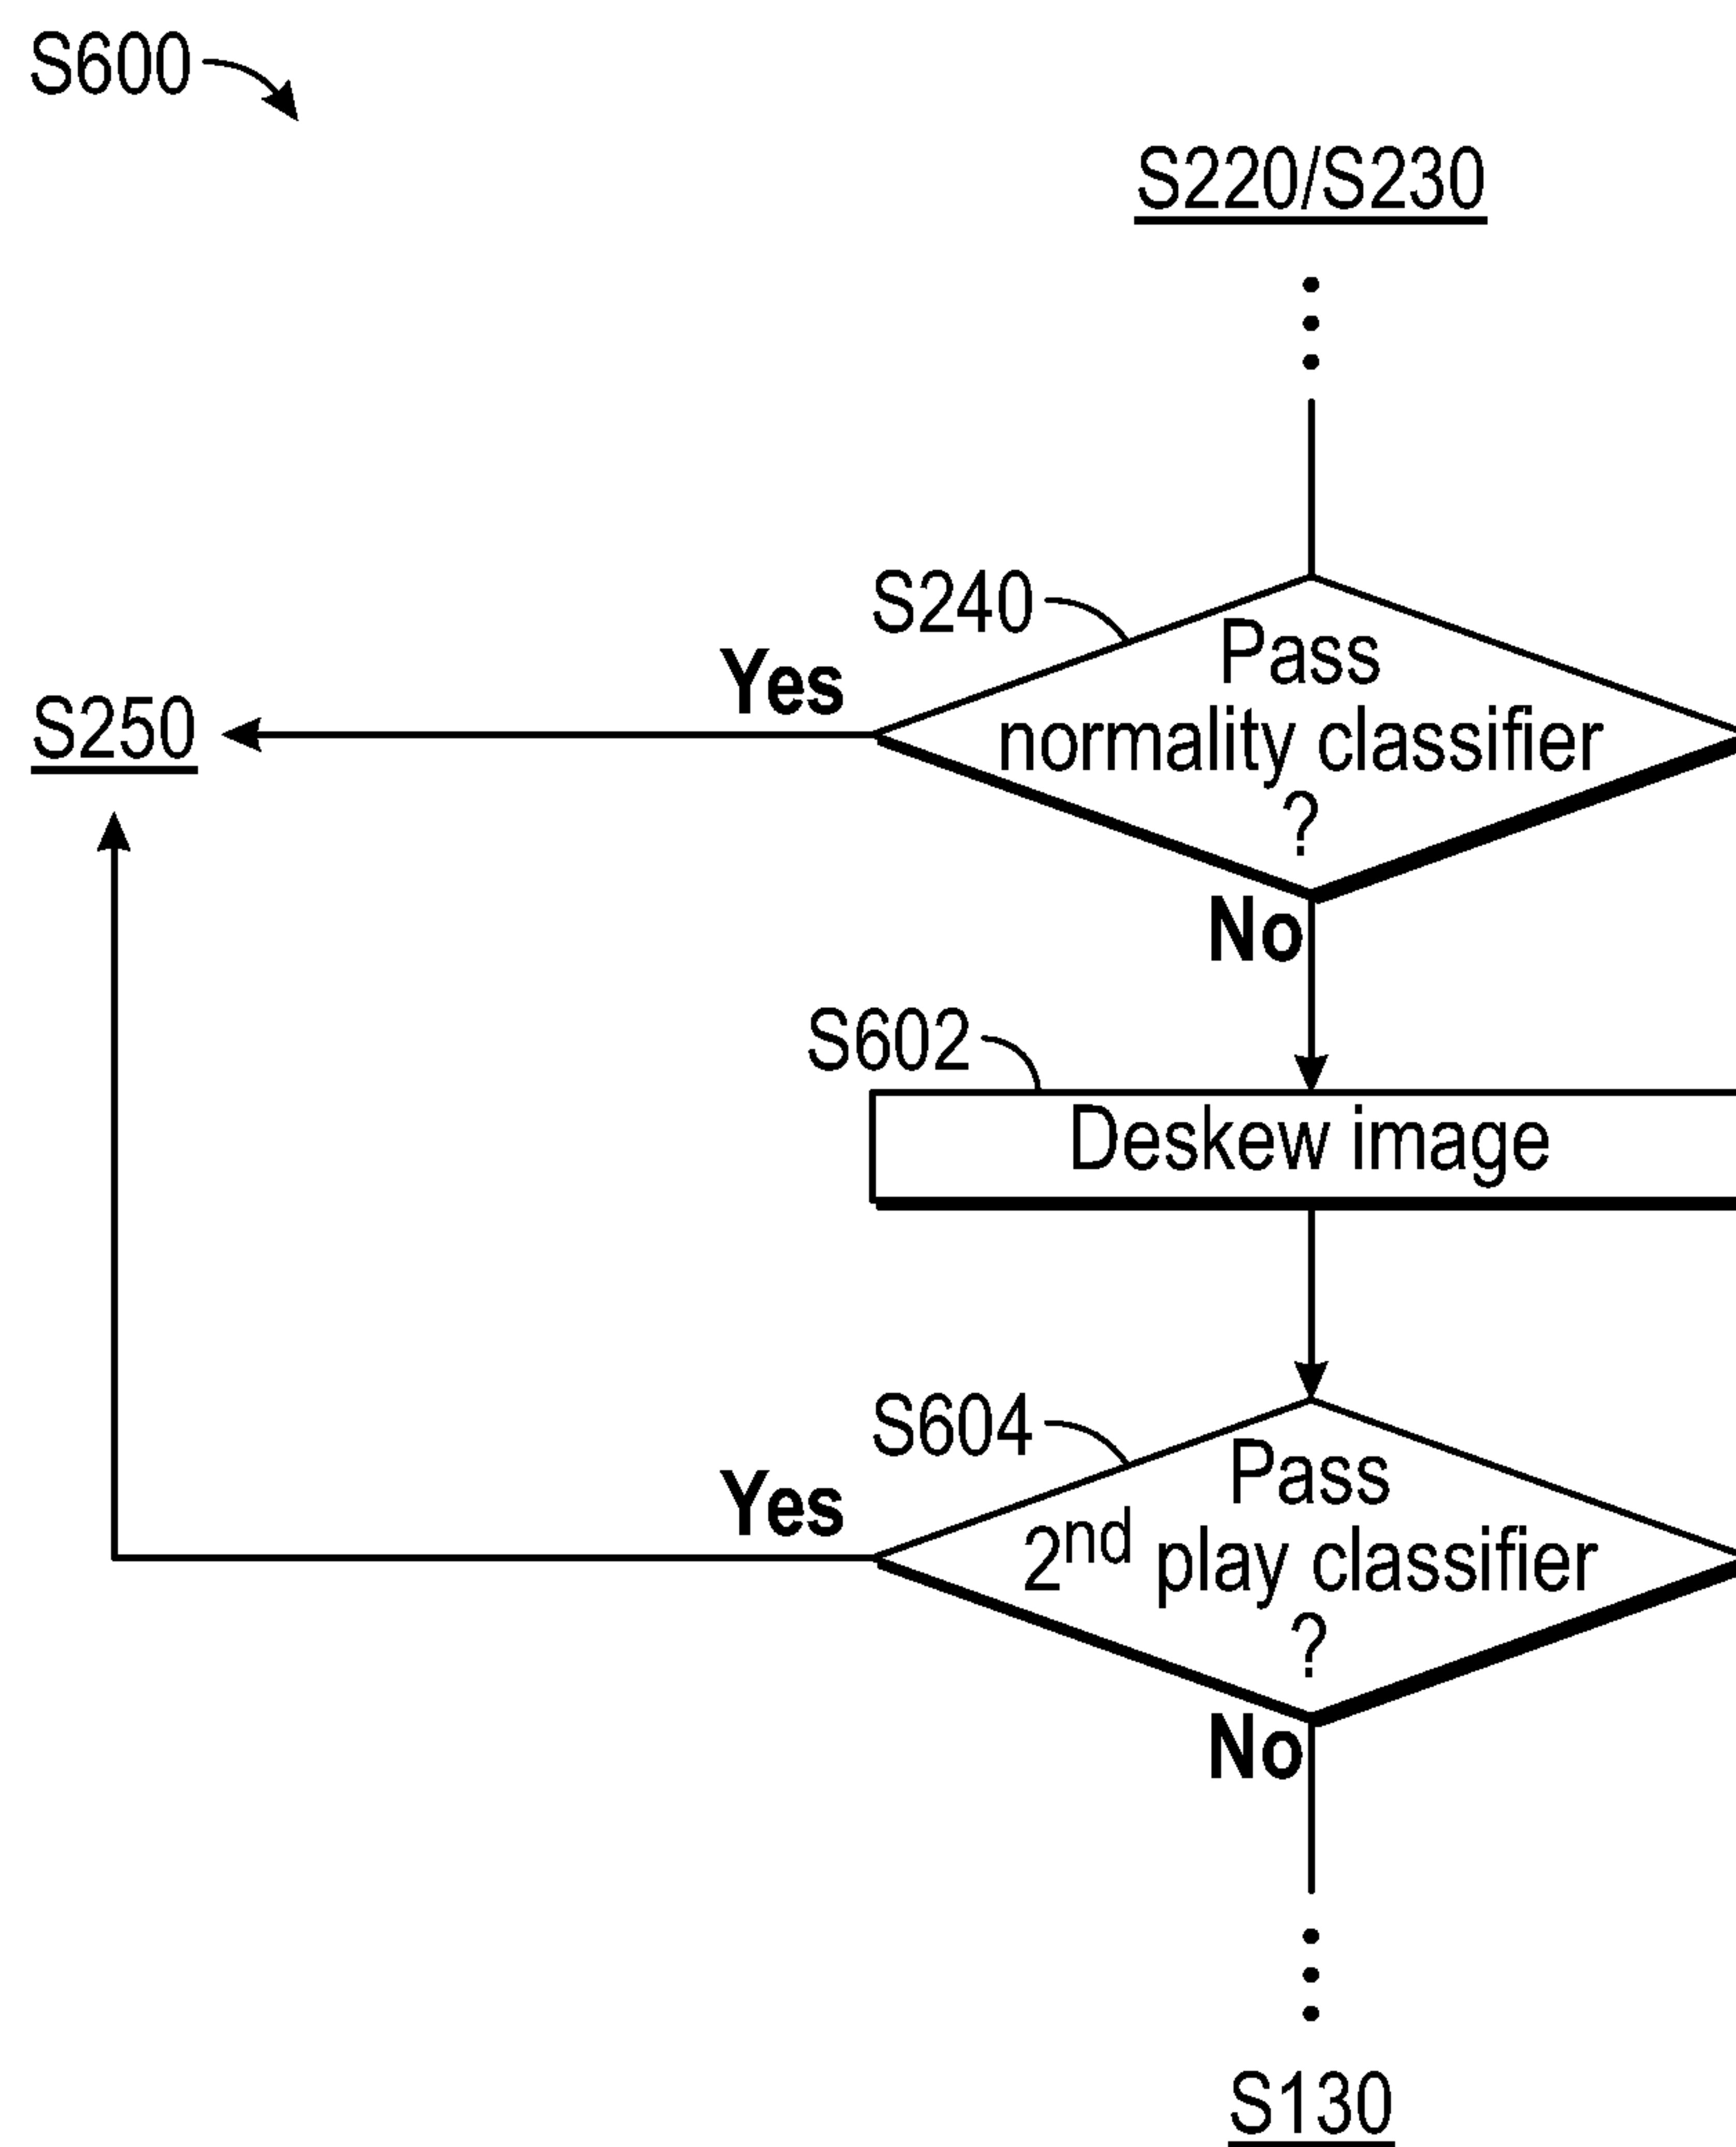 S600
S220/S230
S240
Pass
normality classifier
?
Yes
S250
No
S602
Deskew image
S604
Pass
2nd play classifier
?
Yes
No
S130